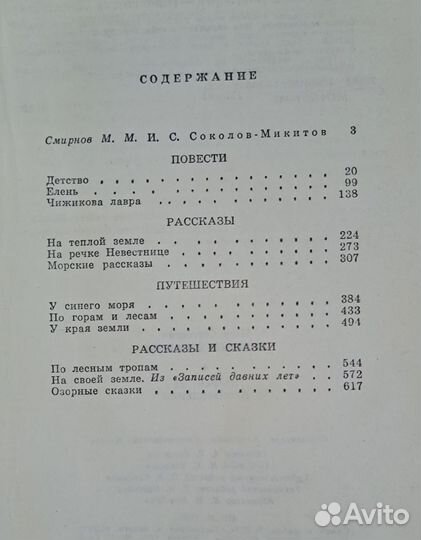 СОДЕРЖАНИЕ
Смирнов М. М. И. С. Соколов-Микитов 3
ПОВЕСТИ
Детство 20
Елень 99
Чижикова лавра 138
РАССКАЗЫ
На теплой земле 224
На речке Невестнице 273
Морские рассказы 307
ПУТЕШЕСТВИЯ
У синего моря 384
По горам и лесам 433
У края земли 494
РАССКАЗЫ И СКАЗКИ
По лесным тропам 544
На своей земле. Из «Записей давних лет» 572
Озорные сказки 617
Avito